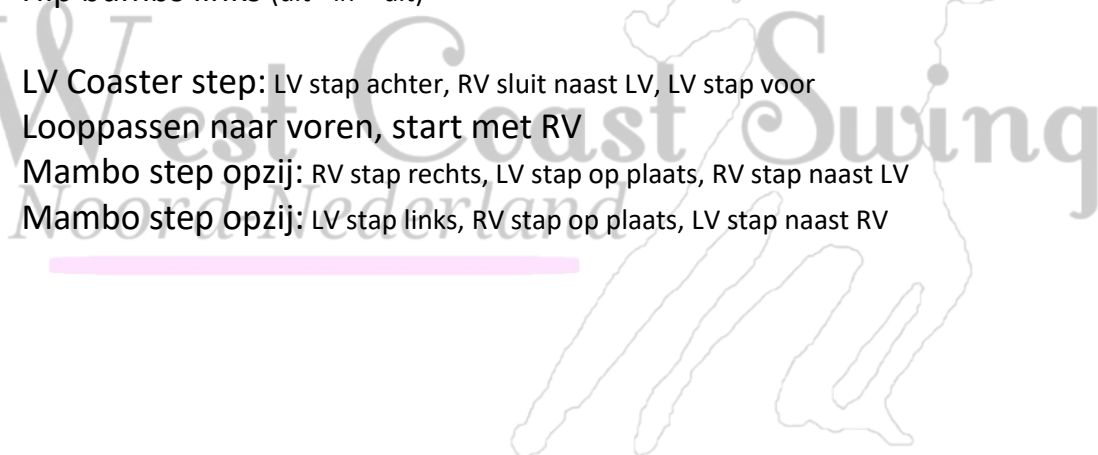 LV Coaster step: LV stap achter, RV sluit naast LV, LV stap voor
Looppassen naar voren, start met RV
Mambo step opzij: RV stap rechts, LV stap op plaats, RV stap naast LV
Mambo step opzij: LV stap links, RV stap op plaats, LV stap naast RV
West Coast Swing
Noord Nederland